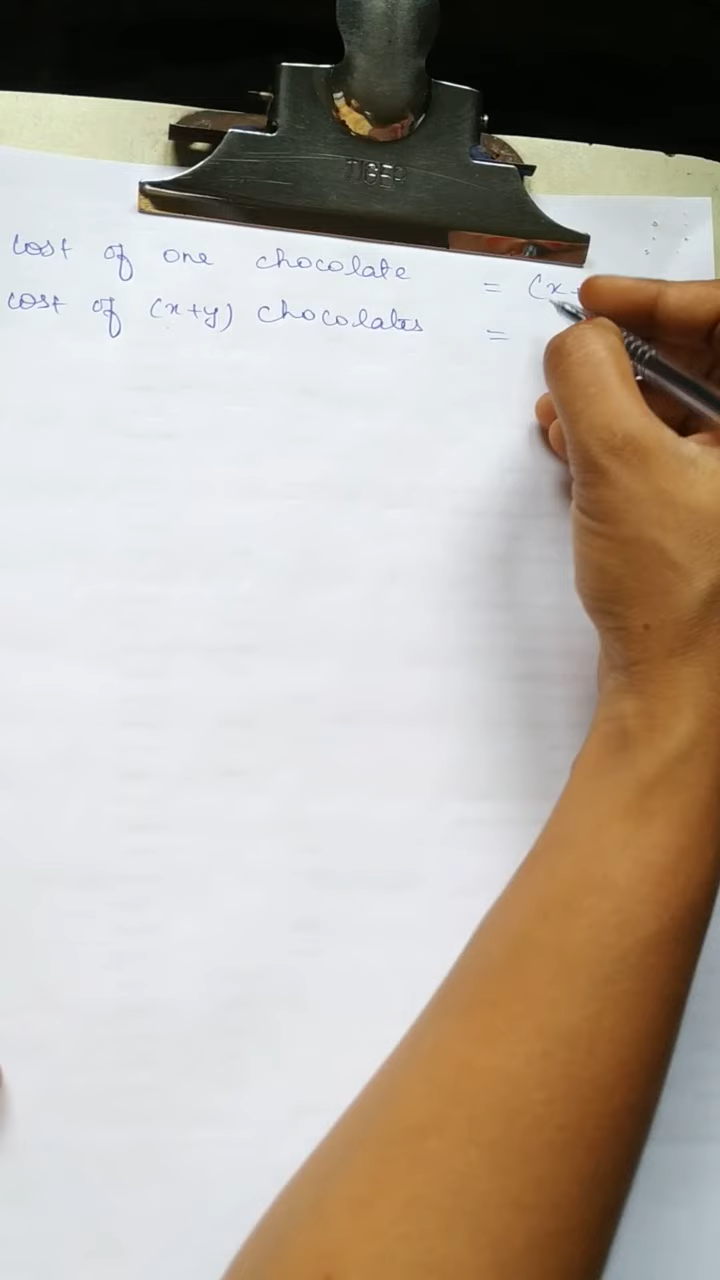 TIGER
cost of one chocolate = (x+
cost of (x+y) chocolates =